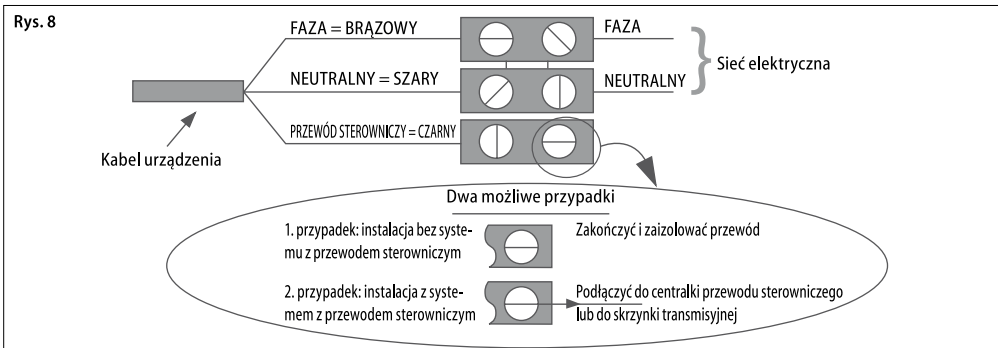 Rys. 8
FAZA = BRĄZOWY
FAZA
NEUTRALNY = SZARY
NEUTRALNY
Sieć elektryczna
PRZEWÓD STEROWNICZY = CZARNY
Kabel urządzenia
Dwa możliwe przypadki
1. przypadek: instalacja bez syste-
mu z przewodem sterowniczym
Zakończyć i zaizolować przewód
2. przypadek: instalacja z syste-
mem z przewodem sterowniczym
Podłączyć do centralki przewodu sterowniczego
lub do skrzynki transmisyjnej